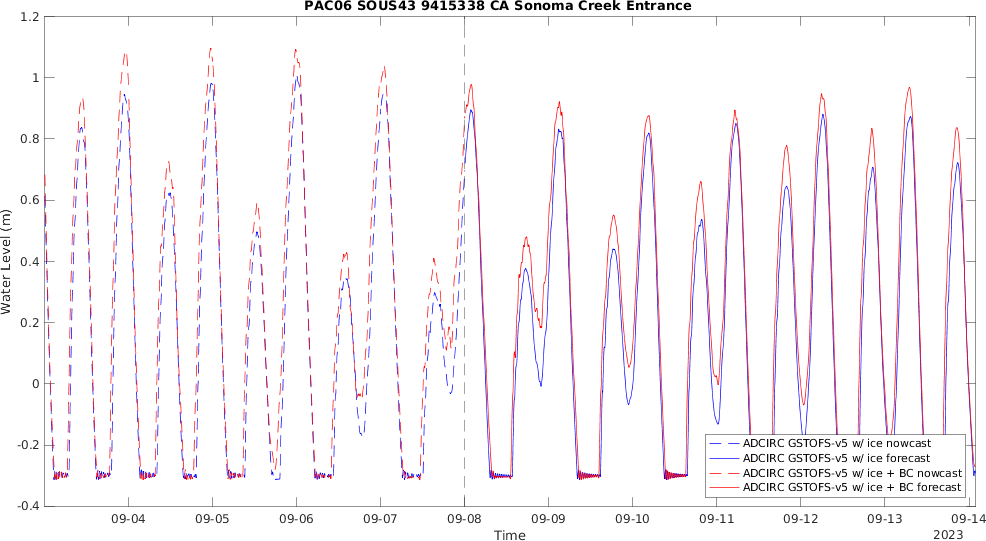 PAC06 SOUS43 9415338 CA Sonoma Creek Entrance
1.2
1
0.8
0.6
0.4
0.2
0
-0.2
-0.4
Water Level (m)
09-04 09-05 09-06 09-07 09-08 09-09 09-10 09-11 09-12 09-13 09-14
Time
2023
ADCIRC GSTOFS-v5 w/ ice nowcast
ADCIRC GSTOFS-v5 w/ ice forecast
ADCIRC GSTOFS-v5 w/ ice + BC nowcast
ADCIRC GSTOFS-v5 w/ ice + BC forecast